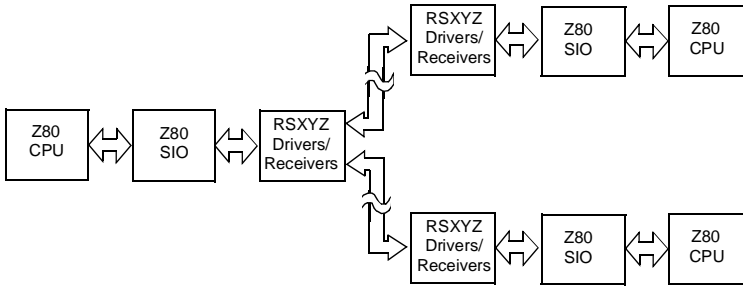 RSXYZ
Drivers/
Receivers
Z80
SIO
Z80
CPU
Z80
CPU
Z80
SIO
RSXYZ
Drivers/
Receivers
RSXYZ
Drivers/
Receivers
Z80
SIO
Z80
CPU